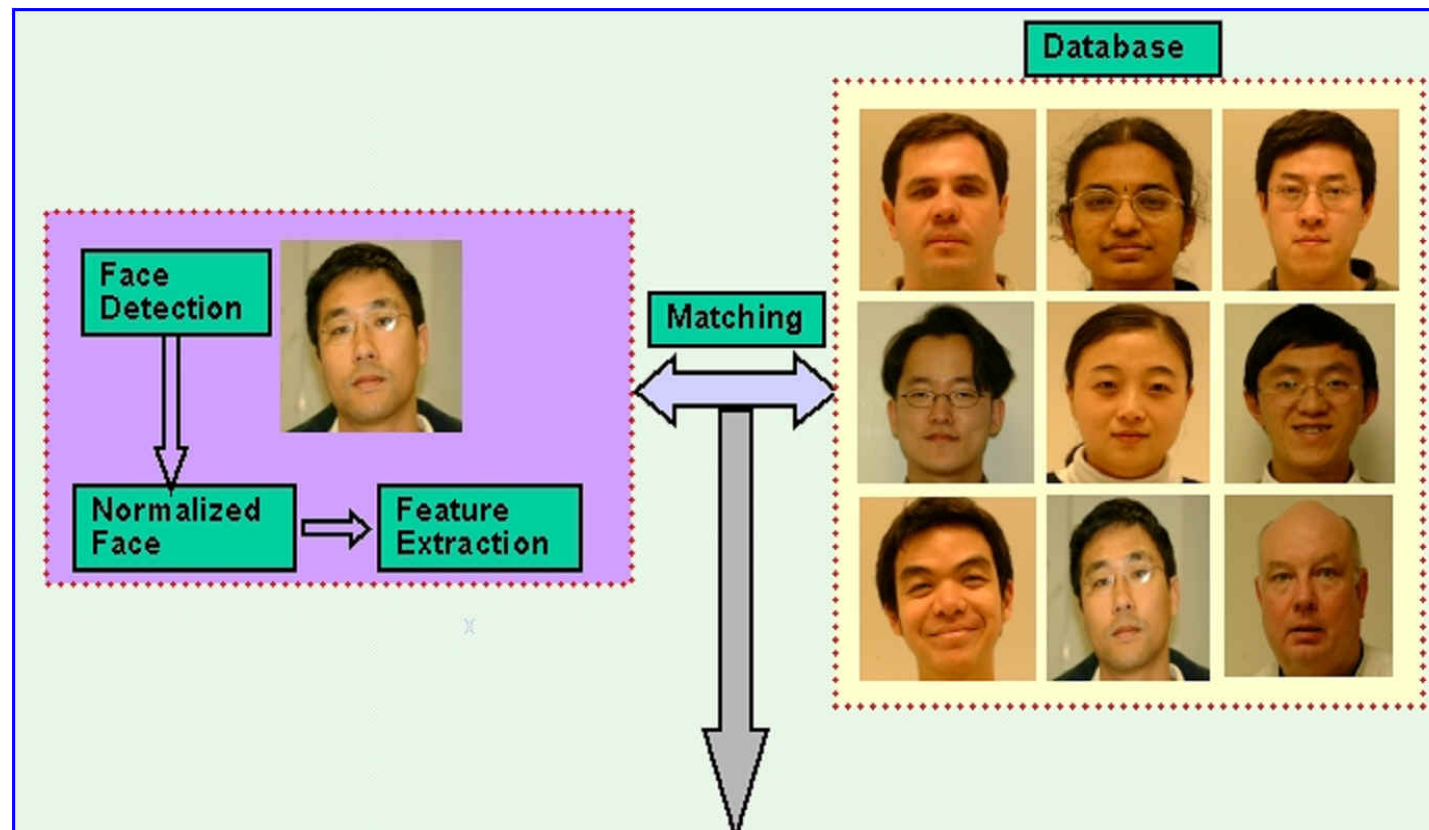 Database
Face
Detection
Matching
Normalized
Face
Feature
Extraction
X